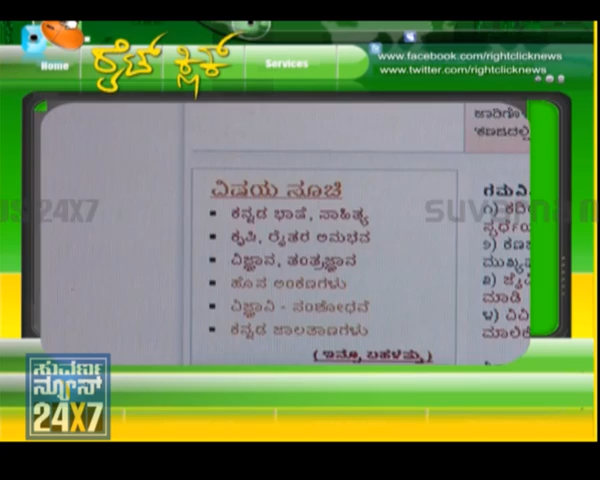 Home
ರೈಟ್ ಕ್ಲಿಕ್
Services
www.facebook.com/rightclicknews
www.twitter.com/rightclicknews
ವಿಷಯ ಸೂಚಿ
ಕನ್ನಡ ಭಾಷೆ, ಸಾಹಿತ್ಯ
ಕೃಷಿ, ರೈತರ ಅನುಭವ
ವಿಜ್ಞಾನ, ತಂತ್ರಜ್ಞಾನ
ಹೊಸ ಅಂಕಣಗಳು
ವಿಜ್ಞಾನಿ - ಸಂಶೋಧನೆ
ಕನ್ನಡ ಜಾಲತಾಣಗಳು
( ಇನ್ನೂ ಬಹಳಷ್ಟು )
ಮಾಡಿ
24X7
ಸುವರ್ಣ
ನ್ಯೂಸ್
24X7